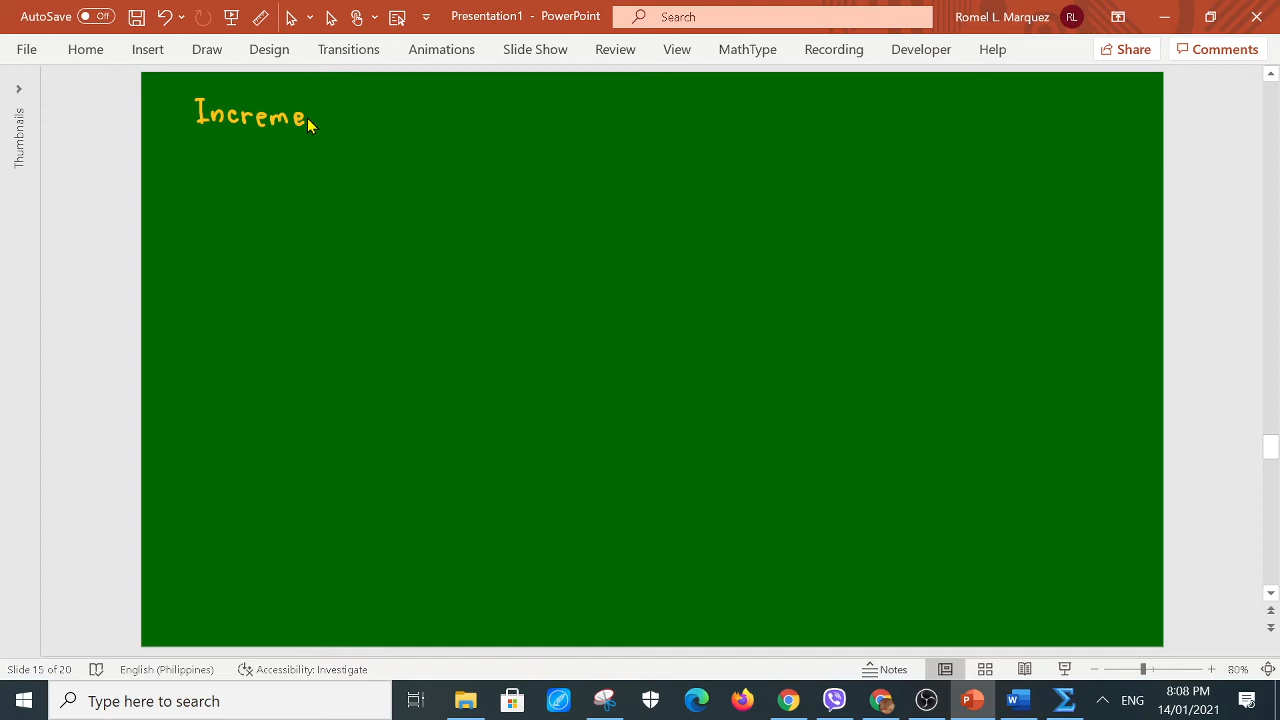 AutoSave Off Presentation1 - PowerPoint Search Romel L. Marquez RL
File Home Insert Draw Design Transitions Animations Slide Show Review View MathType Recording Developer Help Share Comments
Thumbnails
Increme
Slide 15 of 20 English (Philippines) Accessibility: Investigate Notes 80%
Type here to search ENG 8:08 PM
14/01/2021